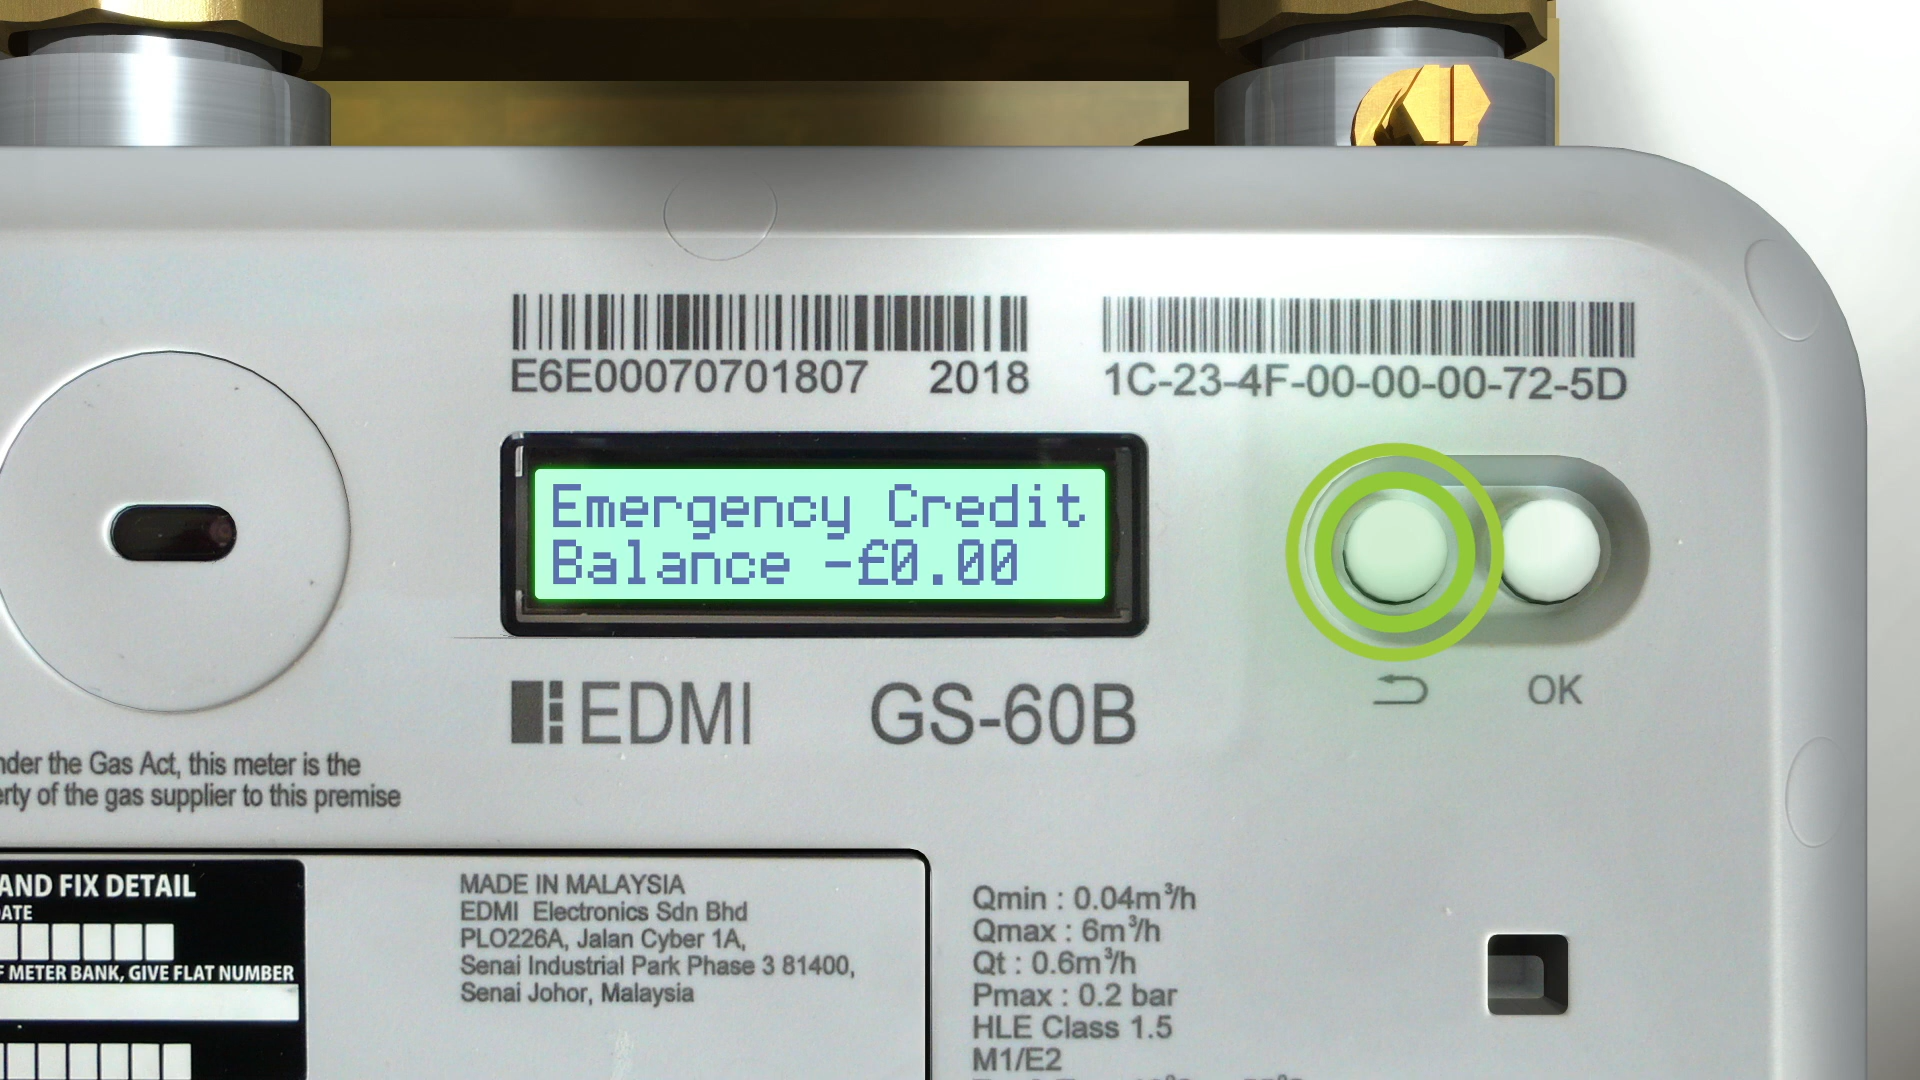 E6E00070701807 2018
1C-23-4F-00-00-00-72-5D
Emergency Credit
Balance -£0.00
EDMI GS-60B
OK
the Gas Act, this meter is the
of the gas supplier to this premise
AND FIX DETAIL
METER BANK, GIVE FLAT NUMBER
MADE IN MALAYSIA
EDMI Electronics Sdn Bhd
PLO226A, Jalan Cyber 1A,
Senai Industrial Park Phase 3 81400,
Senai Johor, Malaysia
Qmin : 0.04m³/h
Qmax : 6m³/h
Qt : 0.6m³/h
Pmax : 0.2 bar
HLE Class 1.5
M1/E2